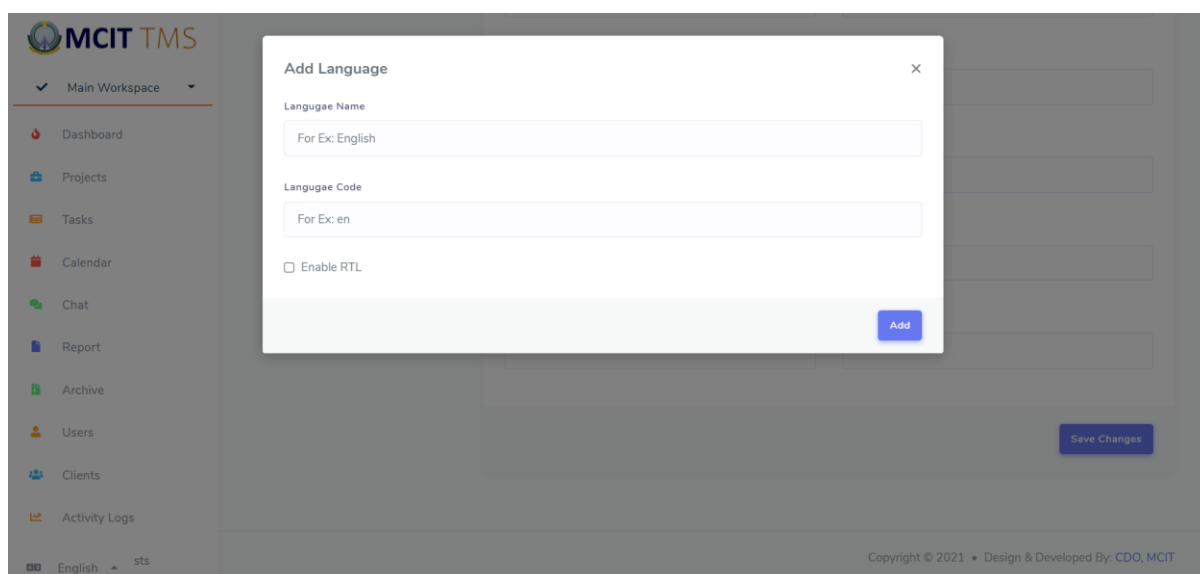 MCIT TMS
Main Workspace
Dashboard
Projects
Tasks
Calendar
Chat
Report
Archive
Users
Clients
Activity Logs
sts
English
Add Language
×
Langugae Name
For Ex: English
Langugae Code
For Ex: en
Enable RTL
Add
Save Changes
Copyright © 2021 • Design & Developed By: CDO, MCIT